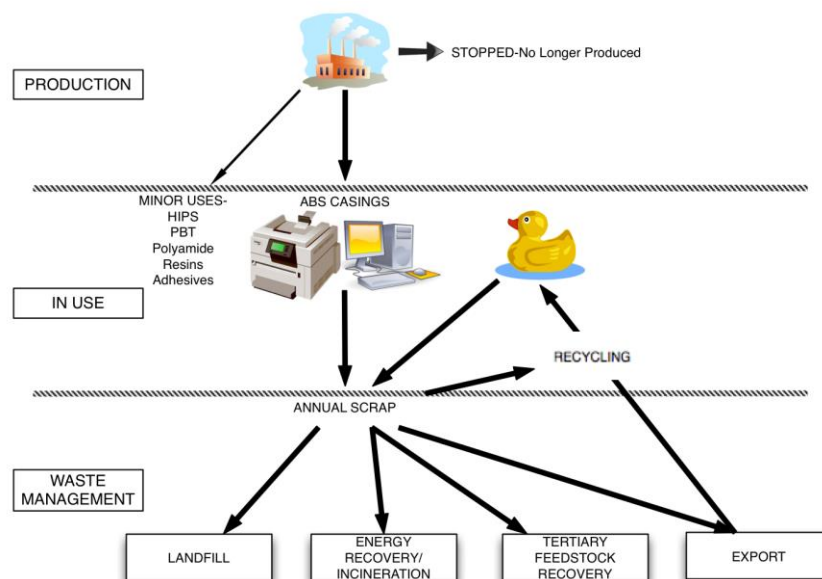 STOPPED-No Longer Produced
PRODUCTION
MINOR USES-
HIPS
PBT
Polyamide
Resins
Adhesives
ABS CASINGS
IN USE
RECYCLING
ANNUAL SCRAP
WASTE
MANAGEMENT
LANDFILL
ENERGY
RECOVERY/
INCINERATION
TERTIARY
FEEDSTOCK
RECOVERY
EXPORT